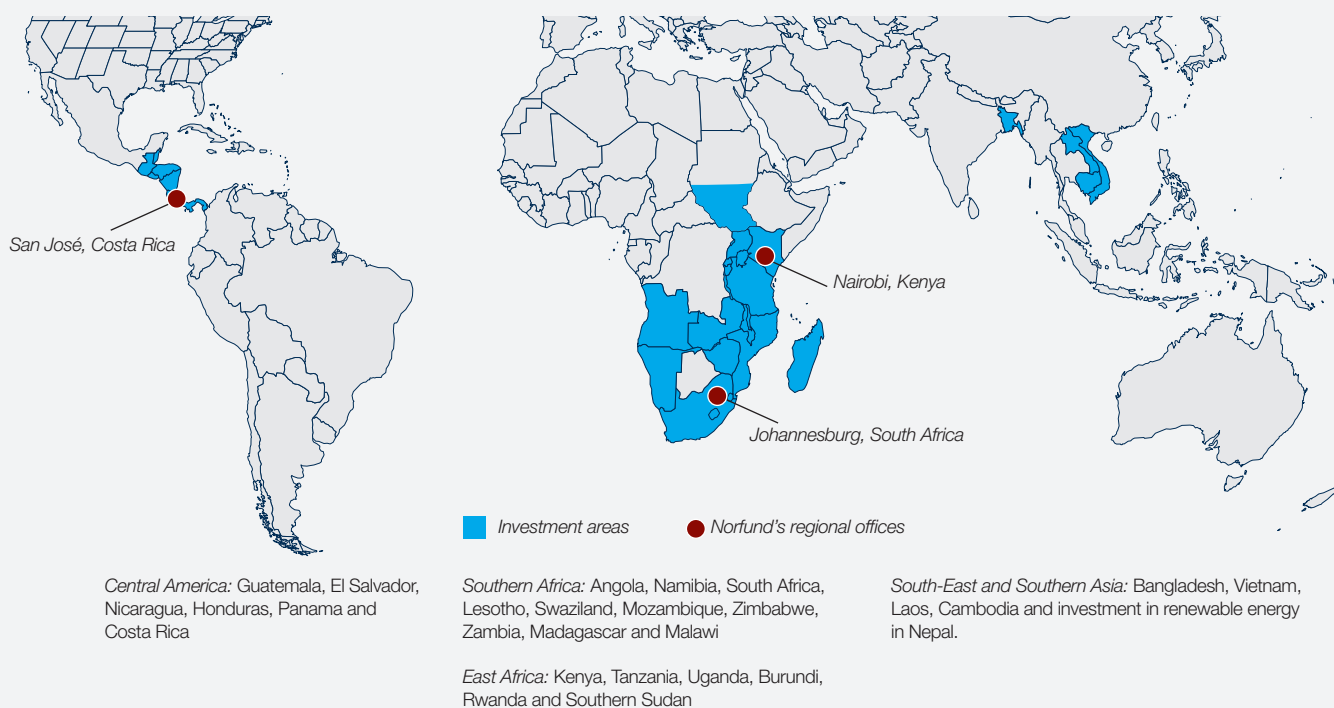 San José, Costa Rica
Nairobi, Kenya
Johannesburg, South Africa
Investment areas
Norfund's regional offices
Central America: Guatemala, El Salvador,
Nicaragua, Honduras, Panama and
Costa Rica
Southern Africa: Angola, Namibia, South Africa,
Lesotho, Swaziland, Mozambique, Zimbabwe,
Zambia, Madagascar and Malawi
East Africa: Kenya, Tanzania, Uganda, Burundi,
Rwanda and Southern Sudan
South-East and Southern Asia: Bangladesh, Vietnam,
Laos, Cambodia and investment in renewable energy
in Nepal.